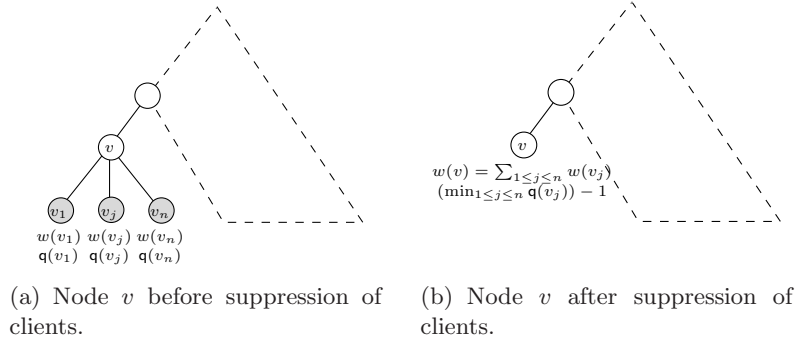 v
v₁ vⱼ vₙ
w(v₁) w(vⱼ) w(vₙ)
q(v₁) q(vⱼ) q(vₙ)
(a) Node v before suppression of
clients.
v
w(v) = ∑₁≤ⱼ≤ₙ w(vⱼ)
(min₁≤ⱼ≤ₙ q(vⱼ)) − 1
(b) Node v after suppression of
clients.